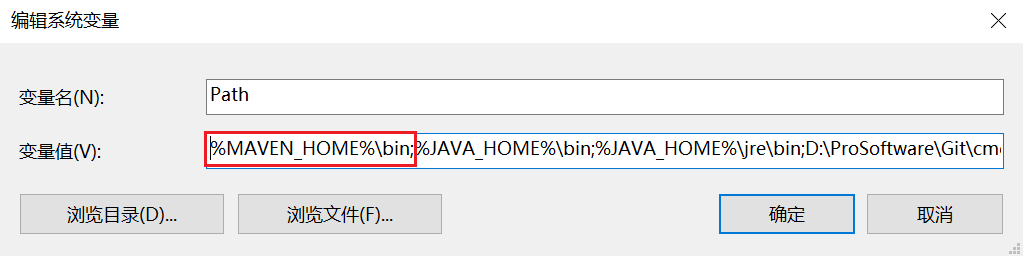 编辑系统变量
变量名(N):
Path
变量值(V):
%MAVEN_HOME%\bin;%JAVA_HOME%\bin;%JAVA_HOME%\jre\bin;D:\ProSoftware\Git\cm
浏览目录(D)...
浏览文件(F)...
确定
取消